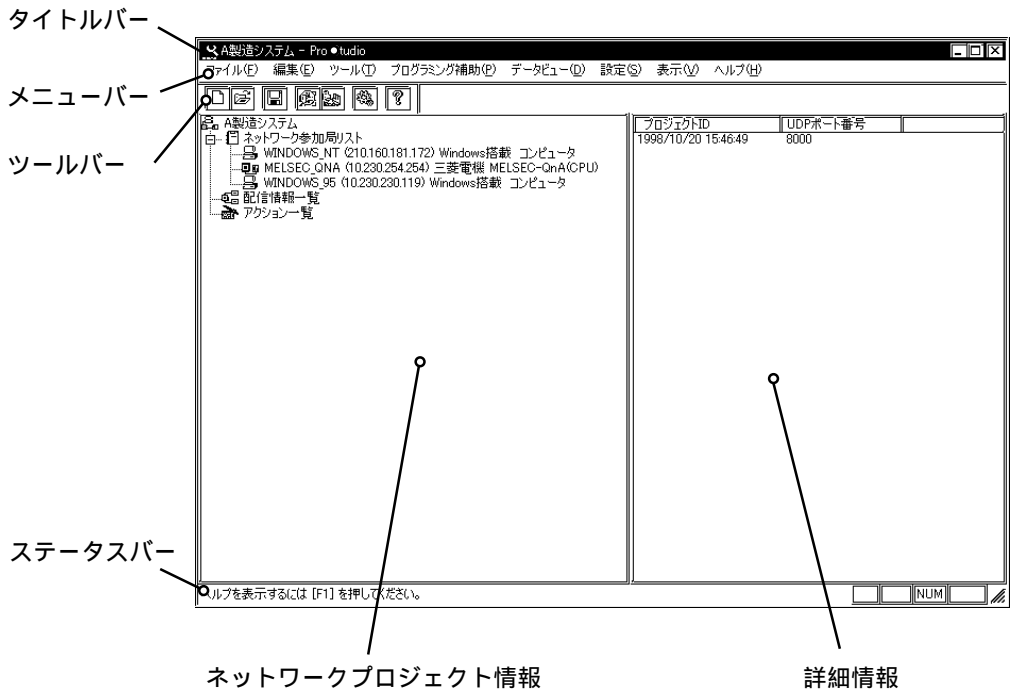 タイトルバー
A製造システム - Pro●tudio
ファイル(F) 編集(E) ツール(T) プログラミング補助(P) データビュー(D) 設定(S) 表示(V) ヘルプ(H)
メニューバー
ツールバー
A製造システム
ネットワーク参加局リスト
WINDOWS_NT (210.160.181.172) Windows搭載 コンピュータ
MELSEC_QNA (10.230.254.254) 三菱電機 MELSEC-QnA(CPU)
WINDOWS_95 (10.230.230.119) Windows搭載 コンピュータ
配信情報一覧
アクション一覧
プロジェクトID UDPポート番号
1998/10/20 15:46:49 8000
ステータスバー
ヘルプを表示するには [F1] を押してください。
NUM
ネットワークプロジェクト情報
詳細情報